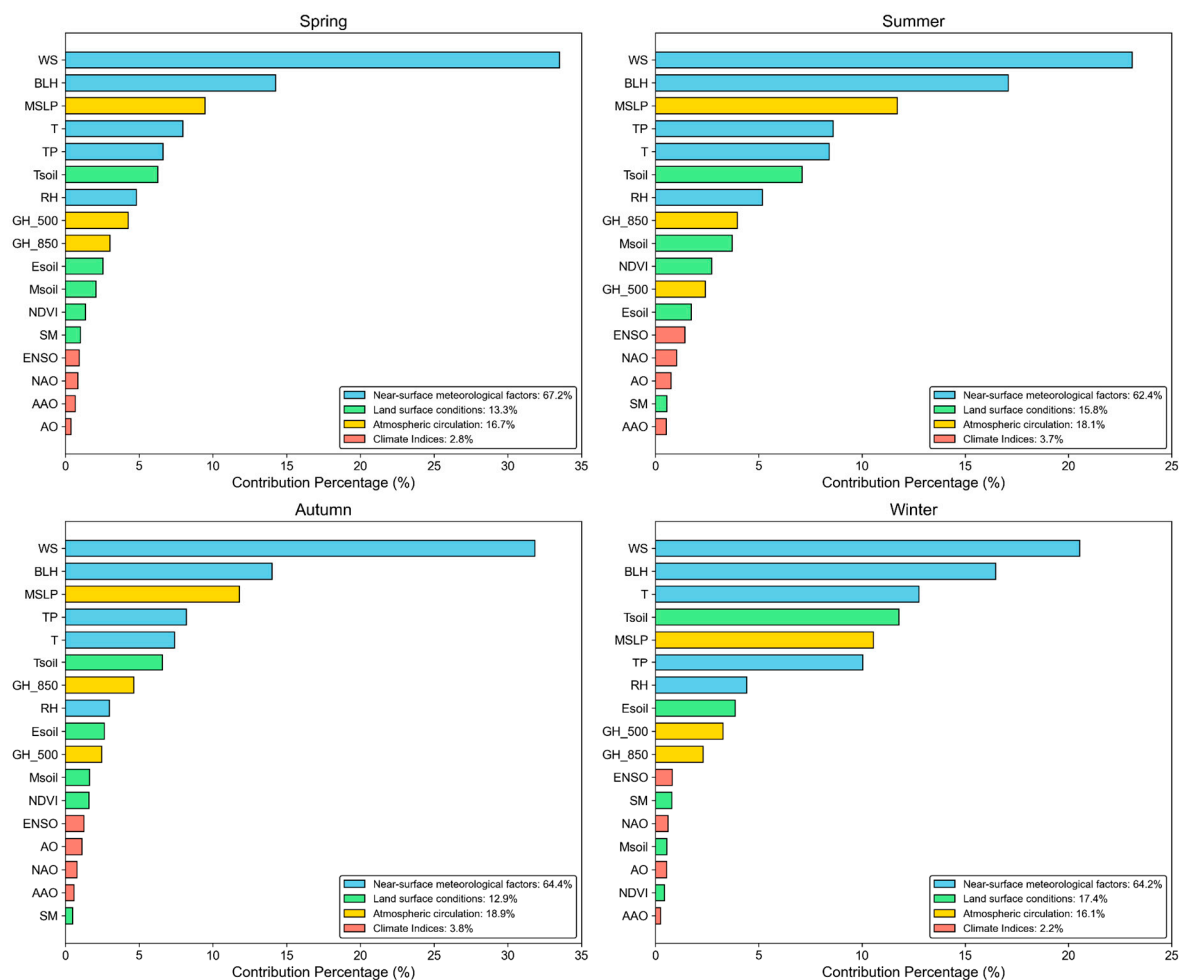 Spring
WS
BLH
MSLP
T
TP
Tsoil
RH
GH_500
GH_850
Esoil
Msoil
NDVI
SM
ENSO
NAO
AAO
AO
Near-surface meteorological factors: 67.2%
Land surface conditions: 13.3%
Atmospheric circulation: 16.7%
Climate Indices: 2.8%
0 5 10 15 20 25 30 35
Contribution Percentage (%)
Summer
WS
BLH
MSLP
TP
T
Tsoil
RH
GH_850
Msoil
NDVI
GH_500
Esoil
ENSO
NAO
AO
SM
AAO
Near-surface meteorological factors: 62.4%
Land surface conditions: 15.8%
Atmospheric circulation: 18.1%
Climate Indices: 3.7%
0 5 10 15 20 25
Contribution Percentage (%)
Autumn
WS
BLH
MSLP
TP
T
Tsoil
GH_850
RH
Esoil
GH_500
Msoil
NDVI
ENSO
AO
NAO
AAO
SM
Near-surface meteorological factors: 64.4%
Land surface conditions: 12.9%
Atmospheric circulation: 18.9%
Climate Indices: 3.8%
0 5 10 15 20 25 30 35
Contribution Percentage (%)
Winter
WS
BLH
T
Tsoil
MSLP
TP
RH
Esoil
GH_500
GH_850
ENSO
SM
NAO
Msoil
AO
NDVI
AAO
Near-surface meteorological factors: 64.2%
Land surface conditions: 17.4%
Atmospheric circulation: 16.1%
Climate Indices: 2.2%
0 5 10 15 20 25
Contribution Percentage (%)